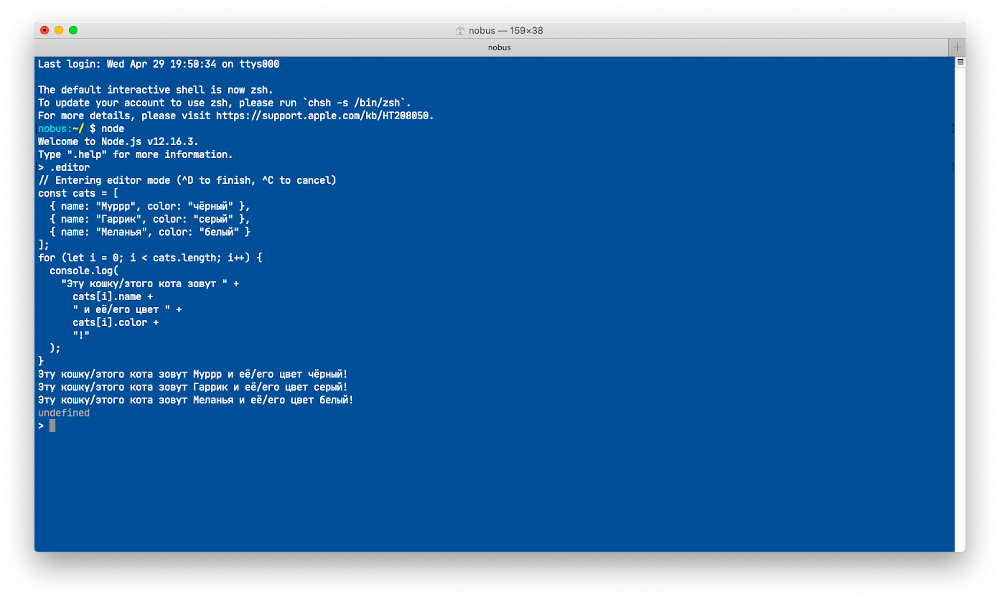 nobus — 159×38
nobus
Last login: Wed Apr 29 19:50:34 on ttys000
The default interactive shell is now zsh.
To update your account to use zsh, please run `chsh -s /bin/zsh`.
For more details, please visit https://support.apple.com/kb/HT208050.
nobus:~/ $ node
Welcome to Node.js v12.16.3.
Type ".help" for more information.
> .editor
// Entering editor mode (^D to finish, ^C to cancel)
const cats = [
  { name: "Муррр", color: "чёрный" },
  { name: "Гаррик", color: "серый" },
  { name: "Меланья", color: "белый" }
];
for (let i = 0; i < cats.length; i++) {
  console.log(
    "Эту кошку/этого кота зовут " +
      cats[i].name +
      " и её/его цвет " +
      cats[i].color +
      "!"
  );
}
Эту кошку/этого кота зовут Муррр и её/его цвет чёрный!
Эту кошку/этого кота зовут Гаррик и её/его цвет серый!
Эту кошку/этого кота зовут Меланья и её/его цвет белый!
undefined
>